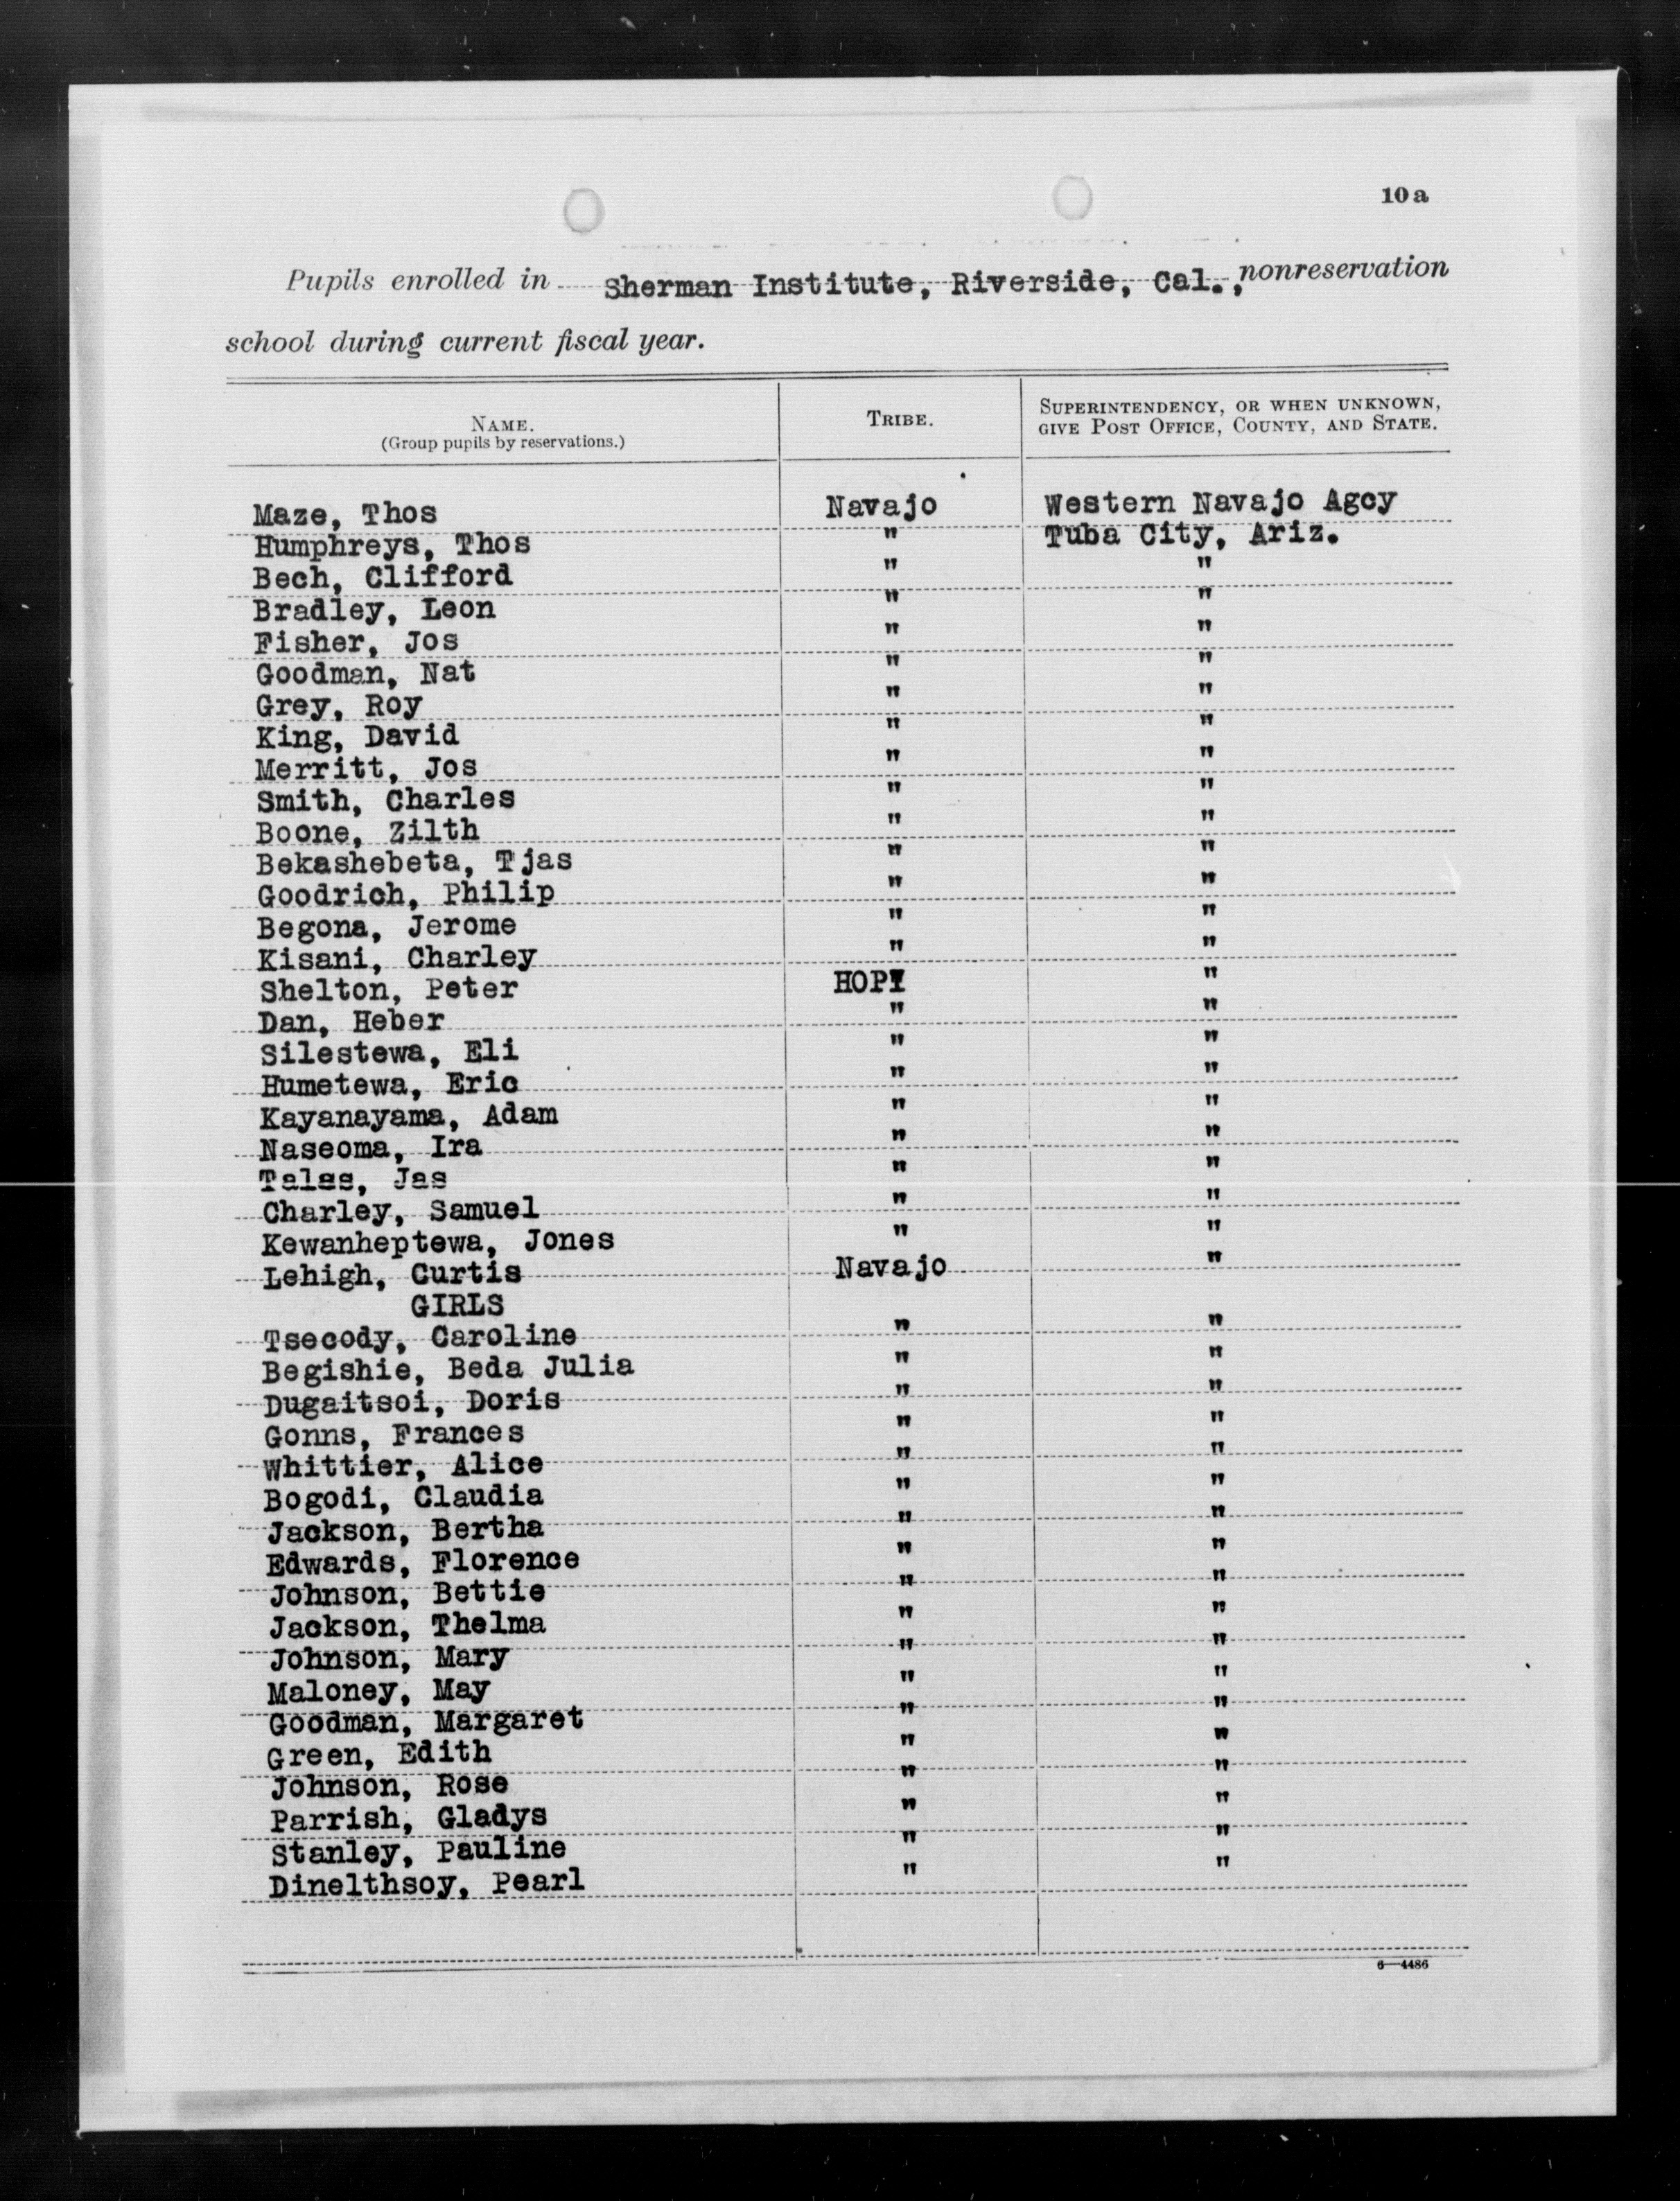 10 a
Pupils enrolled in Sherman Institute, Riverside, Cal., nonreservation
school during current fiscal year.
NAME. TRIBE. SUPERINTENDENCY, OR WHEN UNKNOWN,
(Group pupils by reservations.) GIVE POST OFFICE, COUNTY, AND STATE.
Maze, Thos Navajo Western Navajo Agcy
Humphreys, Thos " Tuba City, Ariz.
Bech, Clifford " "
Bradley, Leon " "
Fisher, Jos " "
Goodman, Nat " "
Grey, Roy " "
King, David " "
Merritt, Jos " "
Smith, Charles " "
Boone, Zilth " "
Bekashebeta, Tjas " "
Goodrich, Philip " "
Begona, Jerome " "
Kisani, Charley " "
Shelton, Peter HOPI "
Dan, Heber " "
Silestewa, Eli " "
Humetewa, Eric " "
Kayanayama, Adam " "
Naseoma, Ira " "
Talas, Jas " "
Charley, Samuel " "
Kewanheptewa, Jones " "
Lehigh, Curtis Navajo "
GIRLS
Tsecody, Caroline " "
Begishie, Beda Julia " "
Dugaitsoi, Doris " "
Gonns, Frances " "
Whittier, Alice " "
Bogodi, Claudia " "
Jackson, Bertha " "
Edwards, Florence " "
Johnson, Bettie " "
Jackson, Thelma " "
Johnson, Mary " "
Maloney, May " "
Goodman, Margaret " "
Green, Edith " "
Johnson, Rose " "
Parrish, Gladys " "
Stanley, Pauline " "
Dinelthsoy, Pearl " "
6—4486